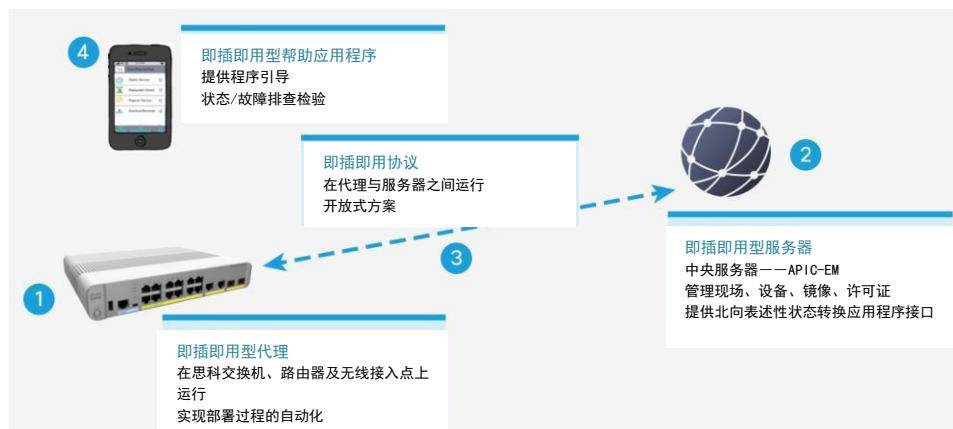 4
即插即用型帮助应用程序
提供程序引导
状态/故障排查检验
即插即用协议
在代理与服务器之间运行
开放式方案
2
3
即插即用型服务器
中央服务器——APIC-EM
管理现场、设备、镜像、许可证
提供北向表述性状态转换应用程序接口
1
即插即用型代理
在思科交换机、路由器及无线接入点上
运行
实现部署过程的自动化